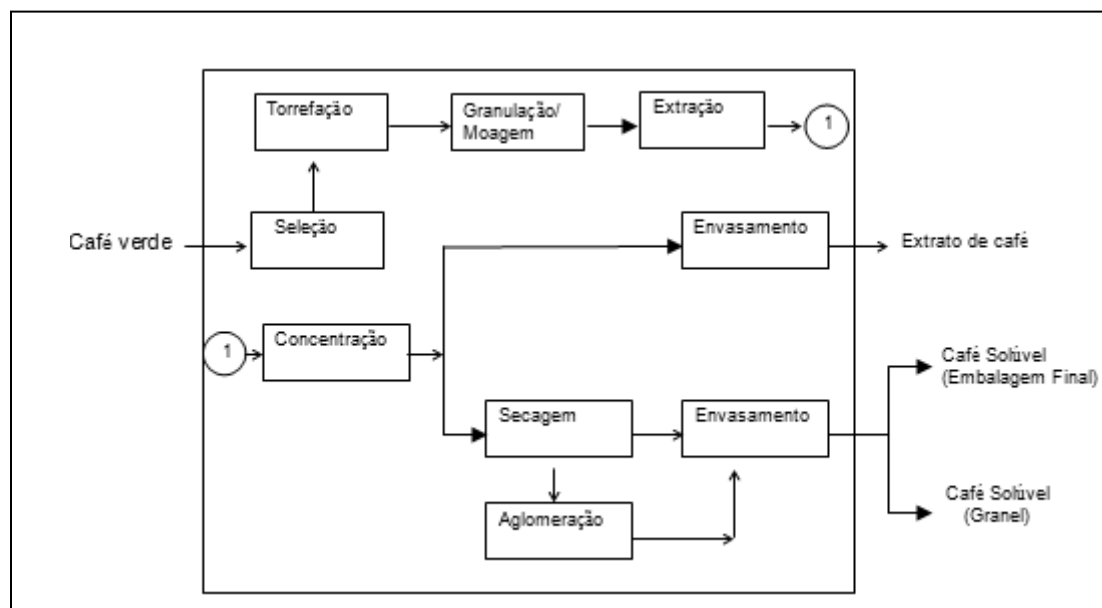 Torrefação
Granulação/
Moagem
Extração
1
Café verde
Seleção
Envasamento
Extrato de café
1
Concentração
Café Solúvel
(Embalagem Final)
Secagem
Envasamento
Aglomeração
Café Solúvel
(Granel)